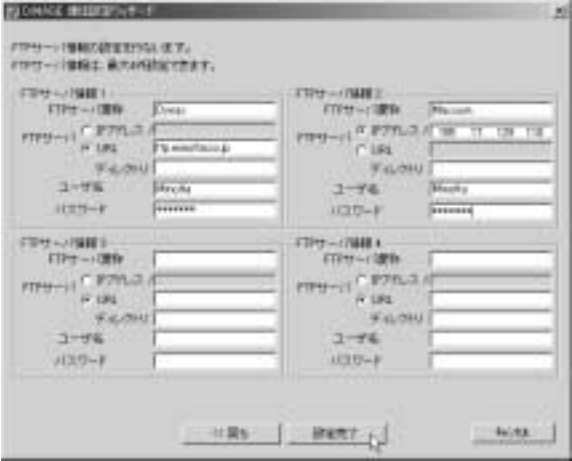 FTPサーバ情報の設定を行ないます。
FTPサーバ情報は、最大4件設定できます。
FTPサーバ情報 1
FTPサーバ名称
FTPサーバ
IPアドレス
URL
ディレクトリ
ユーザ名
Minolta
パスワード
*******
FTPサーバ情報 2
FTPサーバ名称
FTPサーバ
IPアドレス
URL
ディレクトリ
ユーザ名
Minolta
パスワード
********
FTPサーバ情報 3
FTPサーバ名称
FTPサーバ
IPアドレス
URL
ディレクトリ
ユーザ名
パスワード
FTPサーバ情報 4
FTPサーバ名称
FTPサーバ
IPアドレス
URL
ディレクトリ
ユーザ名
パスワード
<< 戻る
設定完了
キャンセル